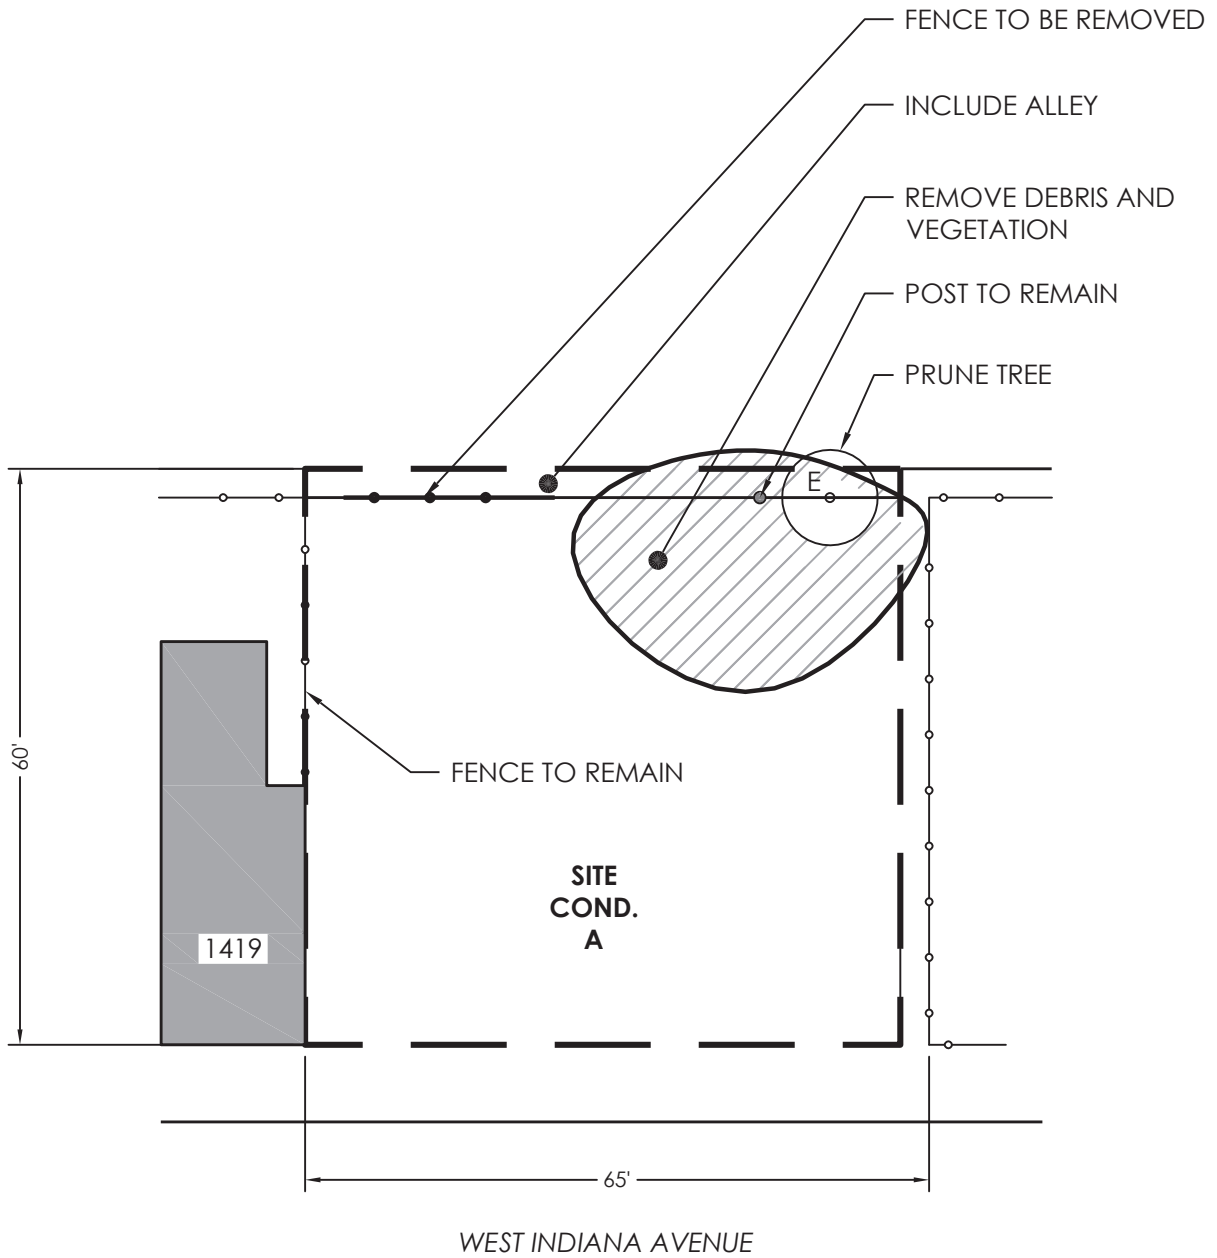 FENCE TO BE REMOVED
INCLUDE ALLEY
REMOVE DEBRIS AND
VEGETATION
POST TO REMAIN
PRUNE TREE
E
60'
FENCE TO REMAIN
SITE
COND.
A
1419
65'
WEST INDIANA AVENUE